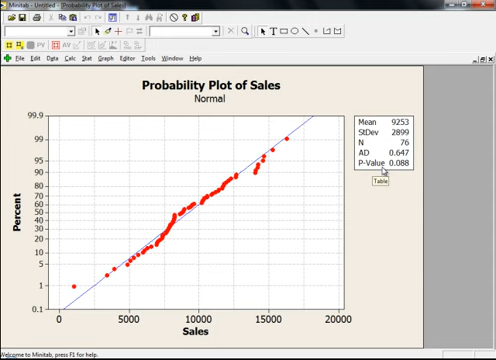 Minitab - Untitled - [Probability Plot of Sales]
File Edit Data Calc Stat Graph Editor Tools Window Help
Probability Plot of Sales
Normal
99.9
99
95
90
80
70
60
50
40
30
20
10
5
1
0.1
Percent
0 5000 10000 15000 20000
Sales
Mean 9253
StDev 2899
N 76
AD 0.647
P-Value 0.088
Table
Welcome to Minitab, press F1 for help.